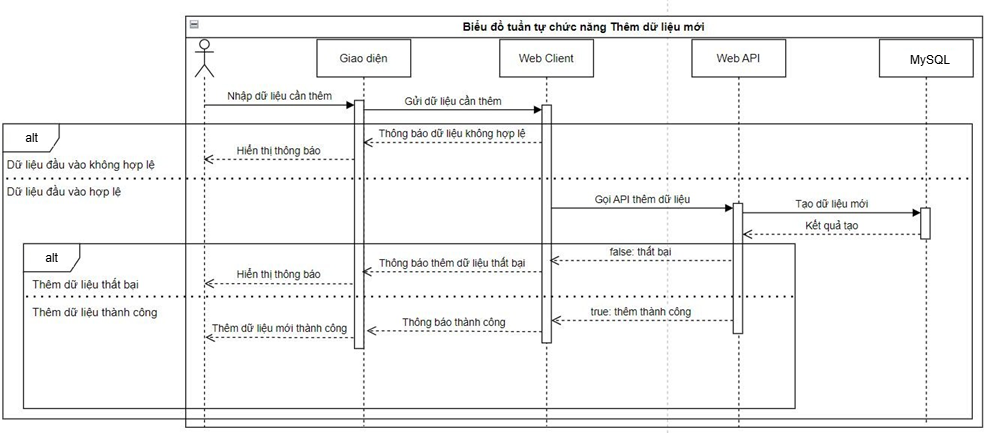 Biểu đồ tuần tự chức năng Thêm dữ liệu mới
Giao diện
Web Client
Web API
MySQL
Nhập dữ liệu cần thêm
Gửi dữ liệu cần thêm
alt
Thông báo dữ liệu không hợp lệ
Hiển thị thông báo
Dữ liệu đầu vào không hợp lệ
Dữ liệu đầu vào hợp lệ
Gọi API thêm dữ liệu
Tạo dữ liệu mới
Kết quả tạo
alt
false: thất bại
Thông báo thêm dữ liệu thất bại
Hiển thị thông báo
Thêm dữ liệu thất bại
Thêm dữ liệu thành công
true: thêm thành công
Thông báo thành công
Thêm dữ liệu mới thành công